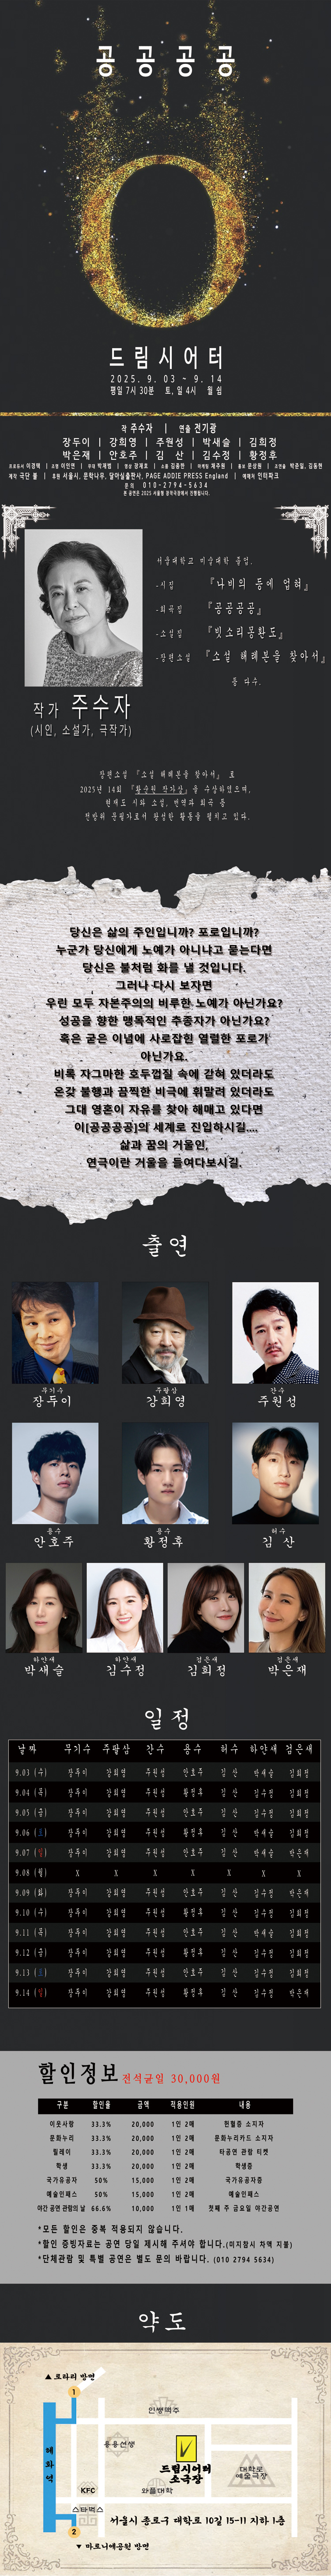 공 공 공 공
드림시어터
2025. 9. 03 ~ 9. 14
평일 7시 30분 토, 일 4시 월 쉼
작 주수자 | 연출 전기광
장두이 | 강희영 | 주원성 | 박새슬 | 김희정
박은재 | 안호주 | 김 산 | 김수정 | 황정후
제작 극단 불 | 후원 서울시, 문학나무, 달아실출판사, PAGE ADDIE PRESS England | 예매처 인터파크
문의 010-2794-5634
본 공연은 2025 서울형 창작극장에서 진행합니다.
서울대학교 미술대학 졸업.
-시집 『나비의 등에 업혀』
-희곡집 『공공공공』
-소설집 『빗소리몽환도』
-장편소설 『소설 해례본을 찾아서』
등 다수.
작가 주수자
(시인, 소설가, 극작가)
장편소설 『소설 해례본을 찾아서』 로
2025년 14회 『황순원 작가상』을 수상하였으며,
현재도 시와 소설, 번역과 희곡 등
전방위 문필가로서 왕성한 활동을 펼치고 있다.
당신은 삶의 주인입니까? 포로입니까?
누군가 당신에게 노예가 아니냐고 묻는다면
당신은 불처럼 화를 낼 것입니다.
그러나 다시 보자면
우린 모두 자본주의의 비루한 노예가 아닌가요?
성공을 향한 맹목적인 추종자가 아닌가요?
혹은 굳은 이념에 사로잡힌 열렬한 포로가
아닌가요.
비록 자그마한 호두껍질 속에 갇혀 있더라도
온갖 불행과 끔찍한 비극에 휘말려 있더라도
그대 영혼이 자유를 찾아 헤매고 있다면
이[공공공공]의 세계로 진입하시길....
삶과 꿈의 거울인,
연극이란 거울을 들여다보시길.
출연
무기수 주팔삼 간수
장두이 강희영 주원성
용수 용수 허수
안호주 황정후 김 산
하얀새 하얀새 검은새 검은새
박새슬 김수정 김희정 박은재
일정
날짜 무기수 주팔삼 간수 용수 허수 하얀새 검은새
9.03 (수) 장두이 강희영 주원성 안호주 김 산 박새슬 김희정
9.04 (목) 장두이 강희영 주원성 황정후 김 산 김수정 김희정
9.05 (금) 장두이 강희영 주원성 안호주 김 산 김수정 김희정
9.06 (토) 장두이 강희영 주원성 황정후 김 산 박새슬 김희정
9.07 (일) 장두이 강희영 주원성 안호주 김 산 박새슬 박은재
9.08 (월) X X X X X X X
9.09 (화) 장두이 강희영 주원성 안호주 김 산 김수정 박은재
9.10 (수) 장두이 강희영 주원성 황정후 김 산 김수정 김희정
9.11 (목) 장두이 강희영 주원성 안호주 김 산 박새슬 김희정
9.12 (금) 장두이 강희영 주원성 황정후 김 산 김수정 김희정
9.13 (토) 장두이 강희영 주원성 안호주 김 산 박새슬 김희정
9.14 (일) 장두이 강희영 주원성 황정후 김 산 김수정 박은재
할인정보 전석균일 30,000원
구분 할인율 금액 적용인원 내용
이웃사랑 33.3% 20,000 1인 2매 헌혈증 소지자
문화누리 33.3% 20,000 1인 2매 문화누리카드 소지자
릴레이 33.3% 20,000 1인 2매 타공연 관람 티켓
학생 33.3% 20,000 1인 2매 학생증
국가유공자 50% 15,000 1인 2매 국가유공자증
예술인패스 50% 15,000 1인 2매 예술인패스
야간 공연 관람의 날 66.6% 10,000 1인 1매 첫째 주 금요일 야간공연
*모든 할인은 중복 적용되지 않습니다.
*할인 증빙자료는 공연 당일 제시해 주셔야 합니다.(미지참시 차액 지불)
*단체관람 및 특별 공연은 별도 문의 바랍니다. (010 2794 5634)
약도
▲ 로타리 방면
1
인생맥주
혜화역
용용선생
드림시어터
소극장
대학로
예술극장
KFC
와플대학
스타벅스
서울시 종로구 대학로 10길 15-11 지하 1층
2
▼ 마로니에공원 방면